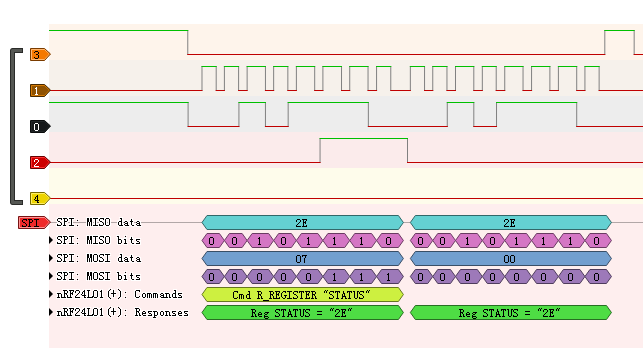 3
1
0
2
4
SPI SPI: MISO data 2E 2E
SPI: MISO bits 0 0 1 0 1 1 1 0 0 0 1 0 1 1 1 0
SPI: MOSI data 07 00
SPI: MOSI bits 0 0 0 0 0 1 1 1 0 0 0 0 0 0 0 0
nRF24L01(+): Commands Cmd R_REGISTER "STATUS"
nRF24L01(+): Responses Reg STATUS = "2E" Reg STATUS = "2E"